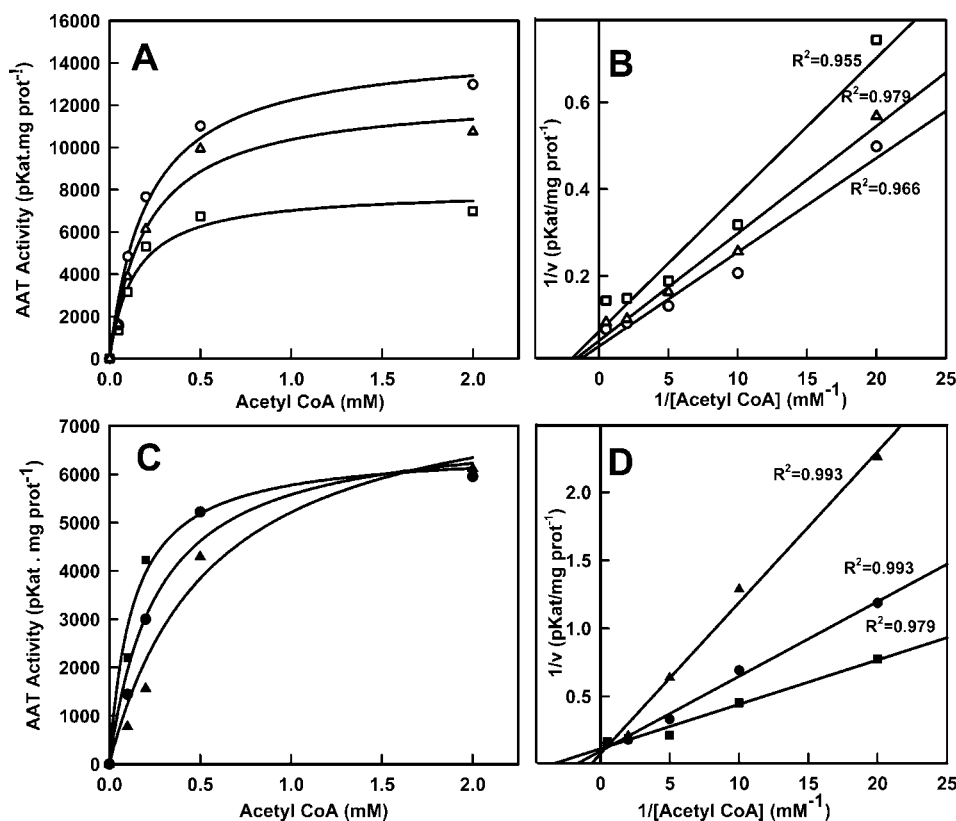 A
AAT Activity (pKat.mg prot⁻¹)
16000
14000
12000
10000
8000
6000
4000
2000
0
0.0
0.5
1.0
1.5
2.0
Acetyl CoA (mM)
B
1/v (pKat/mg prot⁻¹)
0.6
0.4
0.2
R²=0.955
R²=0.979
R²=0.966
0
5
10
15
20
25
1/[Acetyl CoA] (mM⁻¹)
C
AAT Activity (pKat . mg prot⁻¹)
7000
6000
5000
4000
3000
2000
1000
0
0.0
0.5
1.0
1.5
2.0
Acetyl CoA (mM)
D
1/v (pKat/mg prot⁻¹)
2.0
1.5
1.0
0.5
R²=0.993
R²=0.993
R²=0.979
0
5
10
15
20
25
1/[Acetyl CoA] (mM⁻¹)